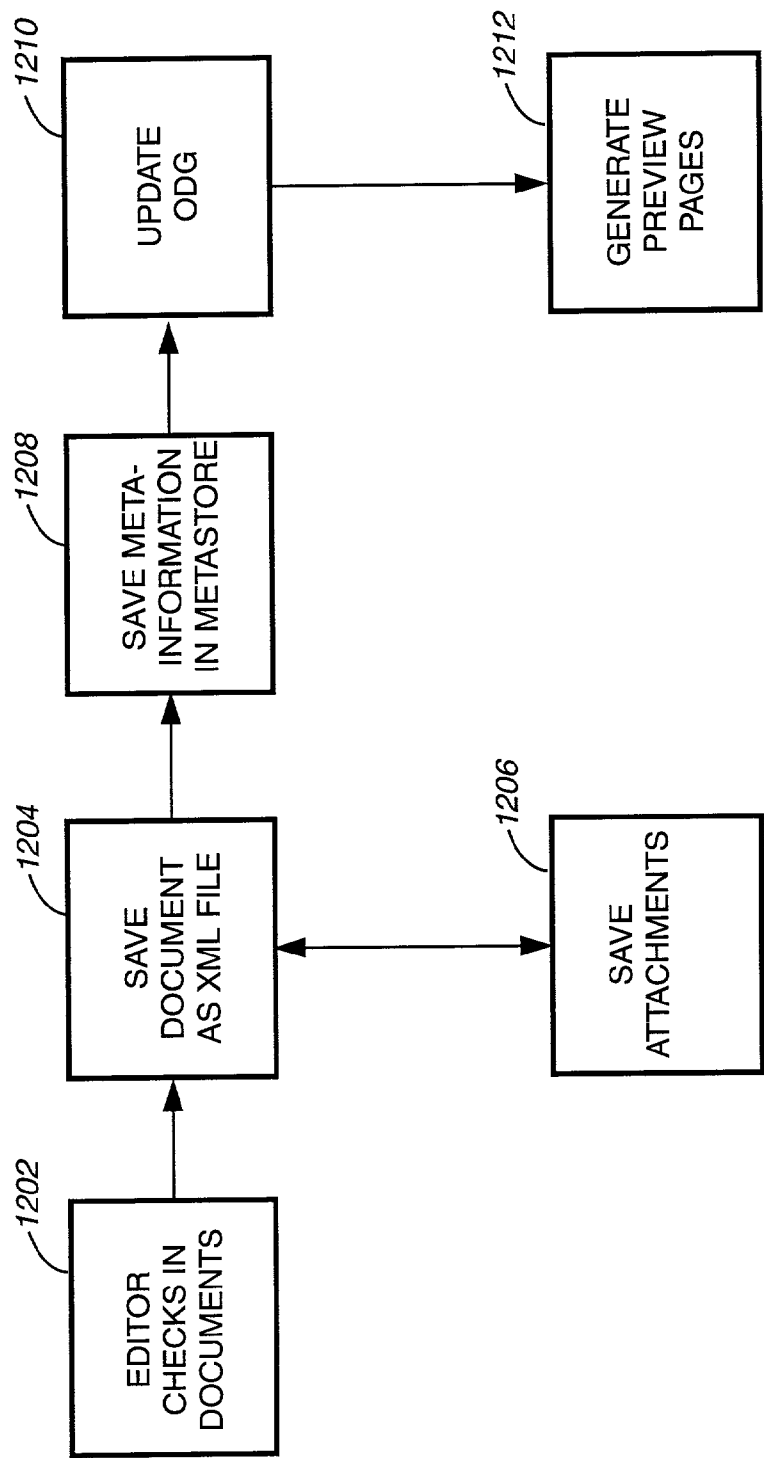 1202
EDITOR
CHECKS IN
DOCUMENTS
1204
SAVE
DOCUMENT
AS XML FILE
1206
SAVE
ATTACHMENTS
1208
SAVE META-
INFORMATION
IN METASTORE
1210
UPDATE
ODG
1212
GENERATE
PREVIEW
PAGES